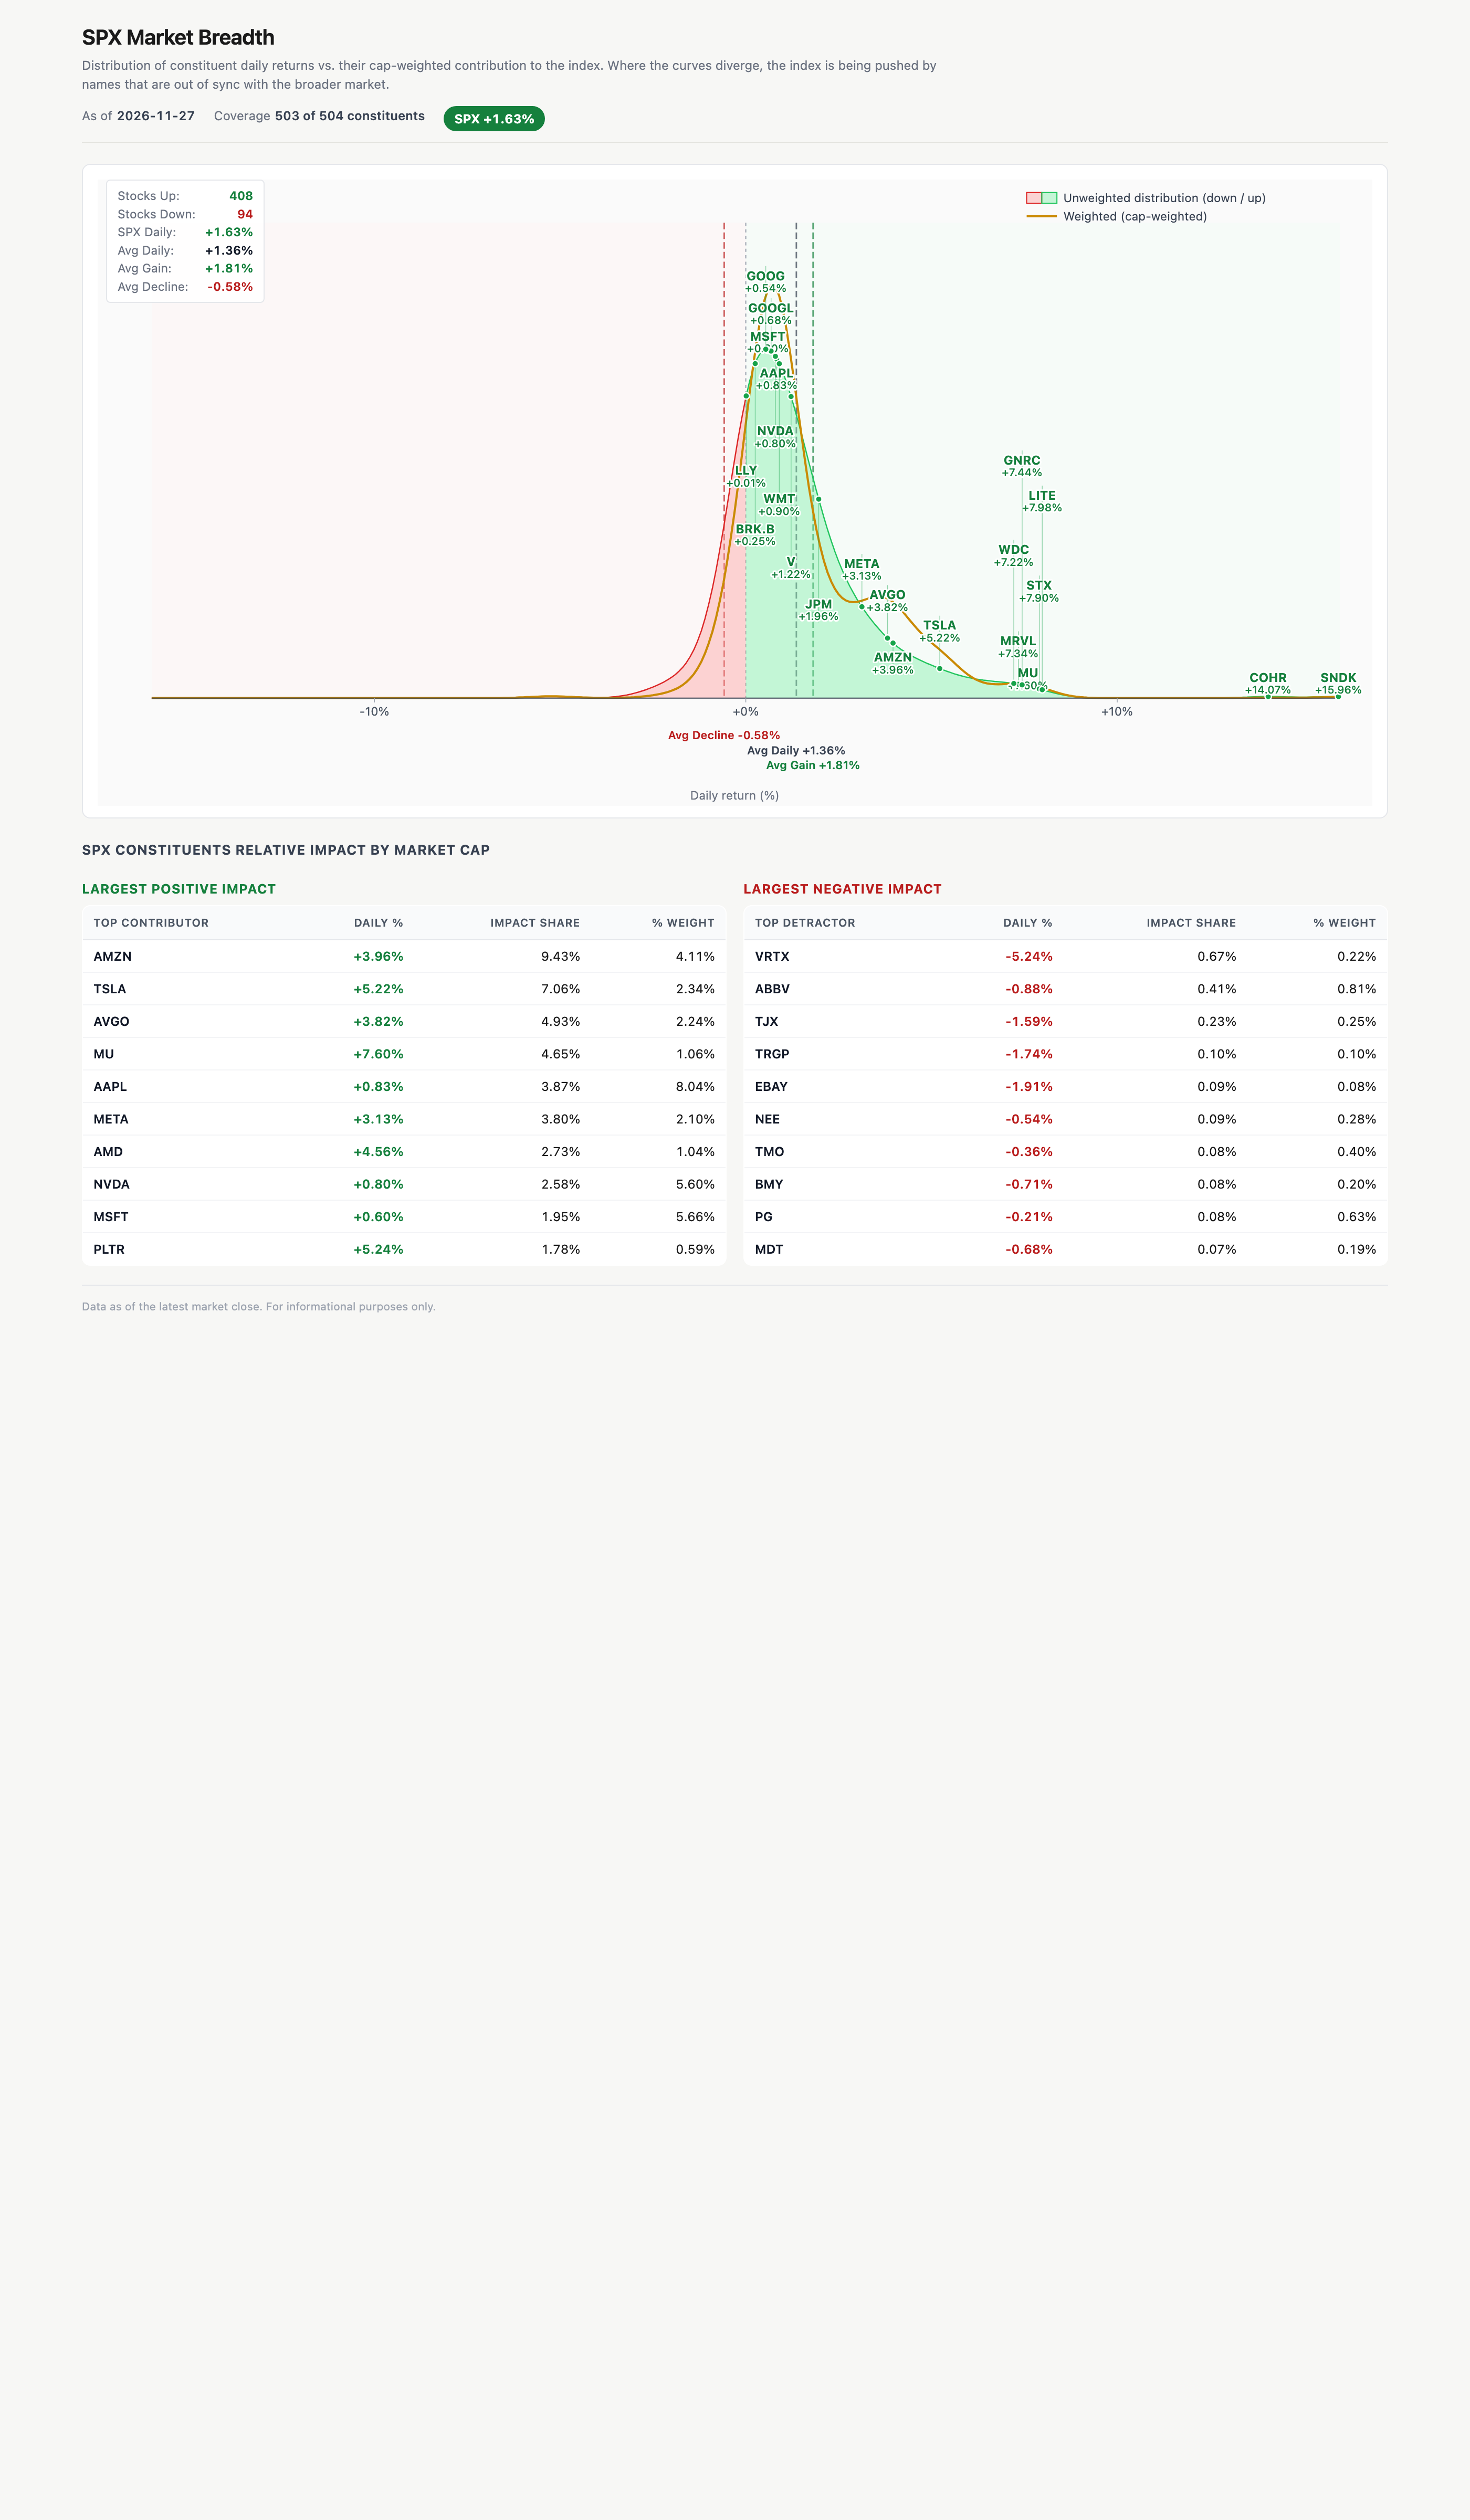 SPX Market Breadth
Distribution of constituent daily returns vs. their cap-weighted contribution to the index. Where the curves diverge, the index is being pushed by
names that are out of sync with the broader market.
As of 2026-11-27 Coverage 503 of 504 constituents SPX +1.63%
Stocks Up: 408
Stocks Down: 94
SPX Daily: +1.63%
Avg Daily: +1.36%
Avg Gain: +1.81%
Avg Decline: -0.58%
Unweighted distribution (down / up)
Weighted (cap-weighted)
GOOG
+0.54%
GOOGL
+0.68%
MSFT
AAPL
+0.83%
NVDA
+0.80%
LLY
+0.01%
WMT
+0.90%
BRK.B
+0.25%
V
+1.22%
JPM
+1.96%
META
+3.13%
AVGO
+3.82%
AMZN
+3.96%
TSLA
+5.22%
GNRC
+7.44%
LITE
+7.98%
WDC
+7.22%
STX
+7.90%
MRVL
+7.34%
MU
COHR
+14.07%
SNDK
+15.96%
-10% +0% +10%
Avg Decline -0.58%
Avg Daily +1.36%
Avg Gain +1.81%
Daily return (%)
SPX CONSTITUENTS RELATIVE IMPACT BY MARKET CAP
LARGEST POSITIVE IMPACT
TOP CONTRIBUTOR DAILY % IMPACT SHARE % WEIGHT
AMZN +3.96% 9.43% 4.11%
TSLA +5.22% 7.06% 2.34%
AVGO +3.82% 4.93% 2.24%
MU +7.60% 4.65% 1.06%
AAPL +0.83% 3.87% 8.04%
META +3.13% 3.80% 2.10%
AMD +4.56% 2.73% 1.04%
NVDA +0.80% 2.58% 5.60%
MSFT +0.60% 1.95% 5.66%
PLTR +5.24% 1.78% 0.59%
LARGEST NEGATIVE IMPACT
TOP DETRACTOR DAILY % IMPACT SHARE % WEIGHT
VRTX -5.24% 0.67% 0.22%
ABBV -0.88% 0.41% 0.81%
TJX -1.59% 0.23% 0.25%
TRGP -1.74% 0.10% 0.10%
EBAY -1.91% 0.09% 0.08%
NEE -0.54% 0.09% 0.28%
TMO -0.36% 0.08% 0.40%
BMY -0.71% 0.08% 0.20%
PG -0.21% 0.08% 0.63%
MDT -0.68% 0.07% 0.19%
Data as of the latest market close. For informational purposes only.